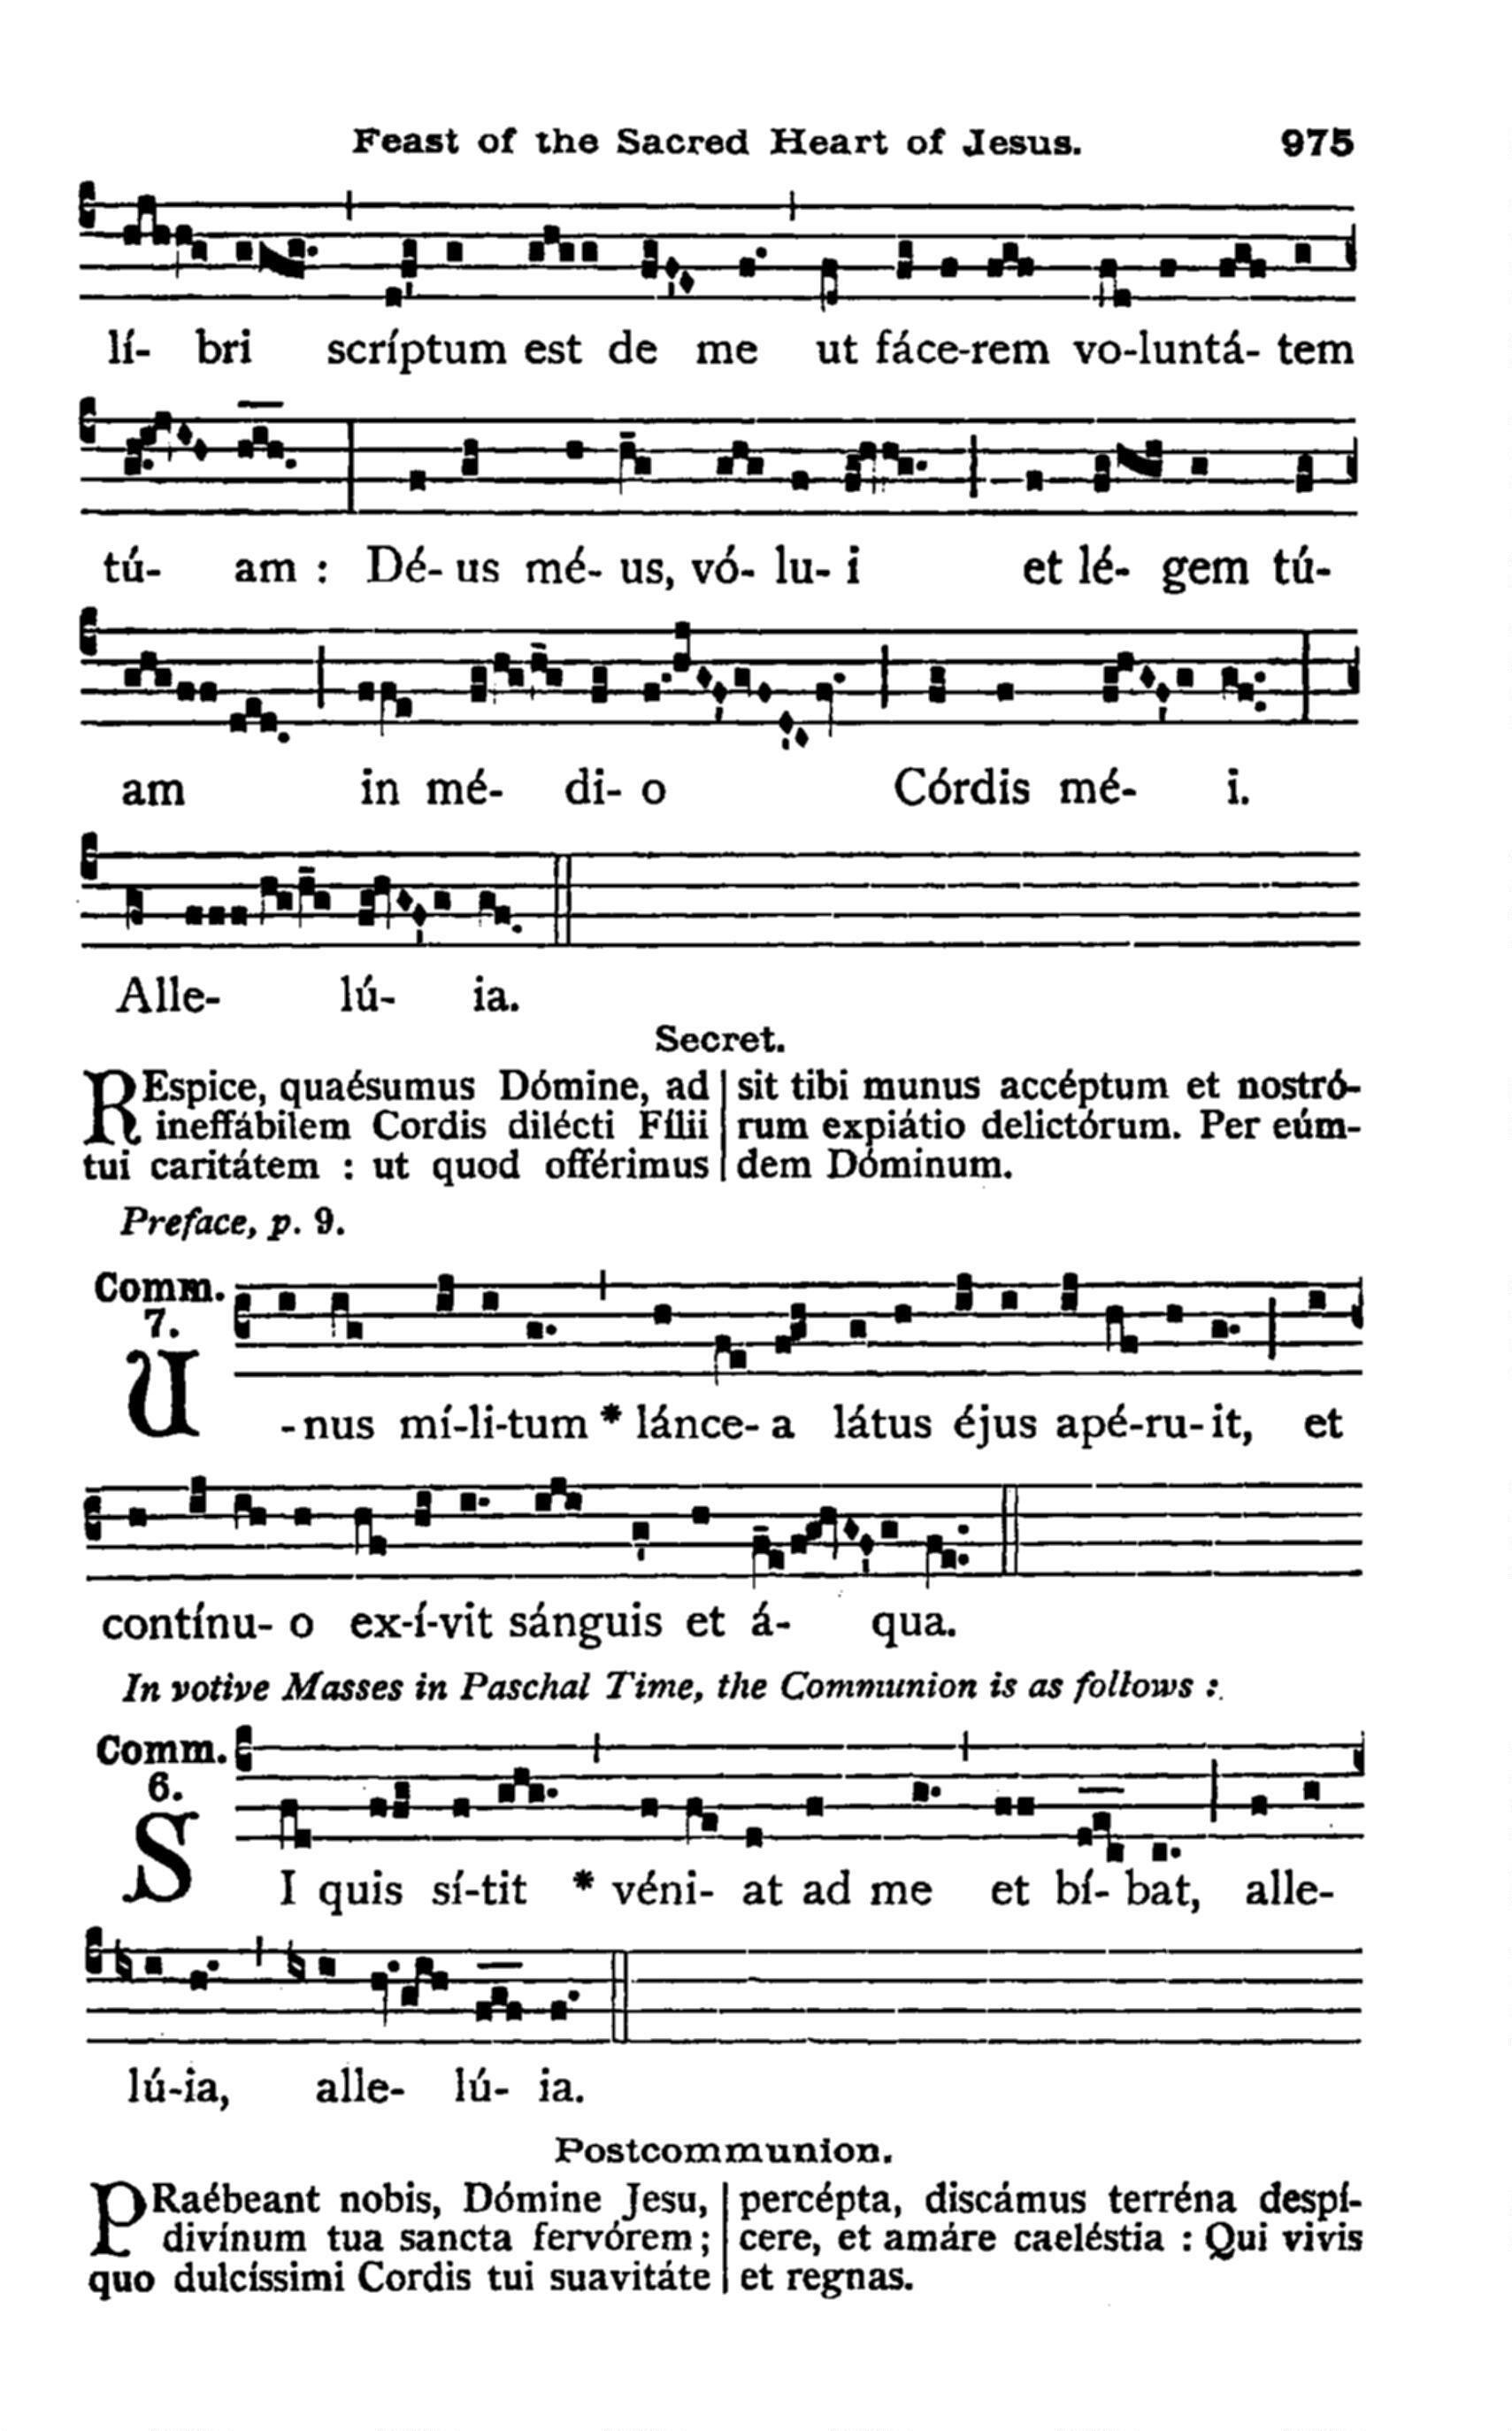 Feast of the Sacred Heart of Jesus. 975
lí- bri scríptum est de me ut fáce-rem vo-luntá- tem
tú- am : Dé- us mé- us, vó- lu- i et lé- gem tú-
am in mé- di- o Córdis mé- i.
Alle- lú- ia.
Secret.
REspice, quaésumus Dómine, ad
ineffábilem Cordis dilécti Fílii
tui caritátem : ut quod offérimus
sit tibi munus accéptum et nostró-
rum expiátio delictórum. Per eúm-
dem Dóminum.
Preface, p. 9.
Comm.
7.
U-nus mí-li-tum * lánce- a látus éjus apé-ru- it, et
contínu- o ex-í-vit sánguis et á- qua.
In votive Masses in Paschal Time, the Communion is as follows :
Comm.
6.
SI quis sí-tit * véni- at ad me et bí- bat, alle-
lú-ia, alle- lú- ia.
Postcommunion.
PRaébeant nobis, Dómine Jesu,
divínum tua sancta fervórem;
quo dulcíssimi Cordis tui suavitáte
percépta, discámus terréna despí-
cere, et amáre caeléstia : Qui vivis
et regnas.